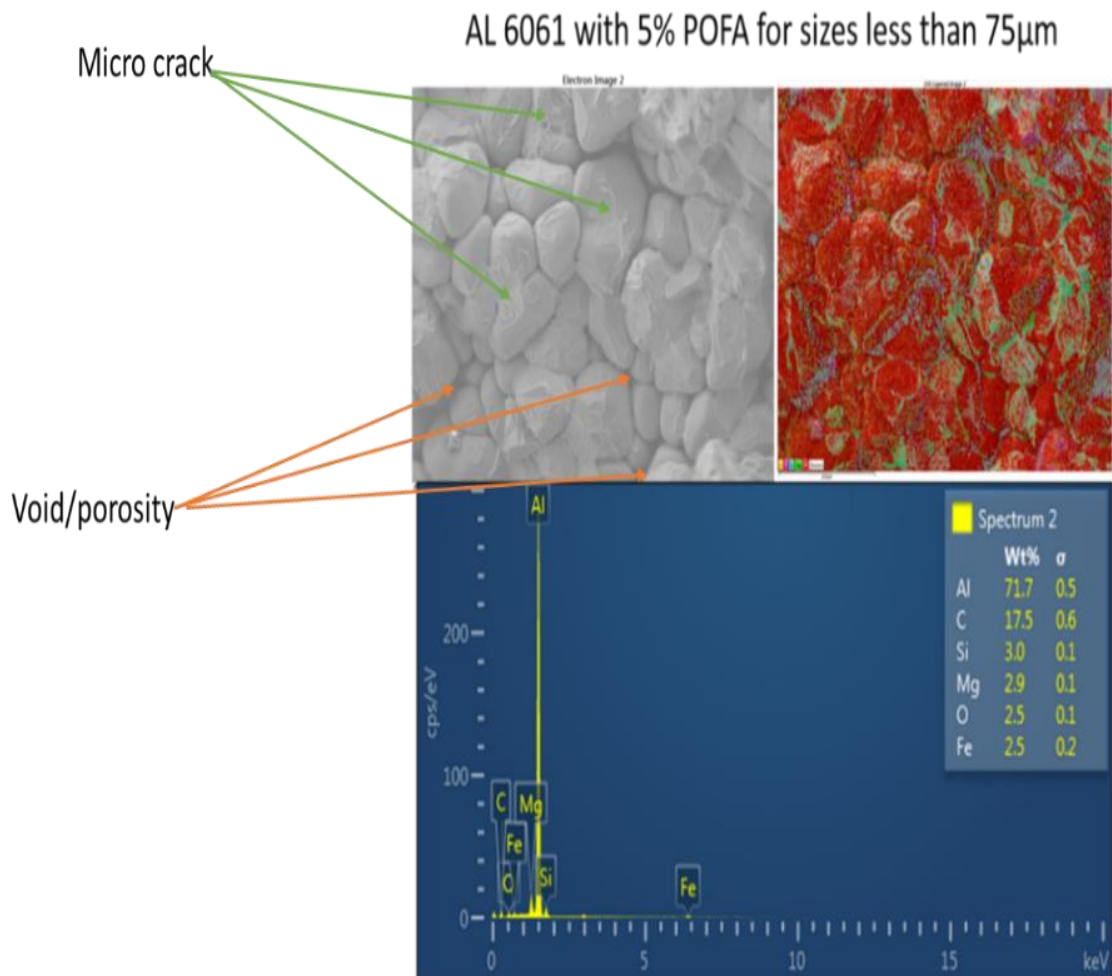 AL 6061 with 5% POFA for sizes less than 75µm
Micro crack
Electron Image 2
Void/porosity
Al
Spectrum 2
Wt% σ
Al 71.7 0.5
C 17.5 0.6
Si 3.0 0.1
Mg 2.9 0.1
O 2.5 0.1
Fe 2.5 0.2
200
cps/eV
100
C Mg
Fe
O Si Fe
0
0 5 10 15 keV